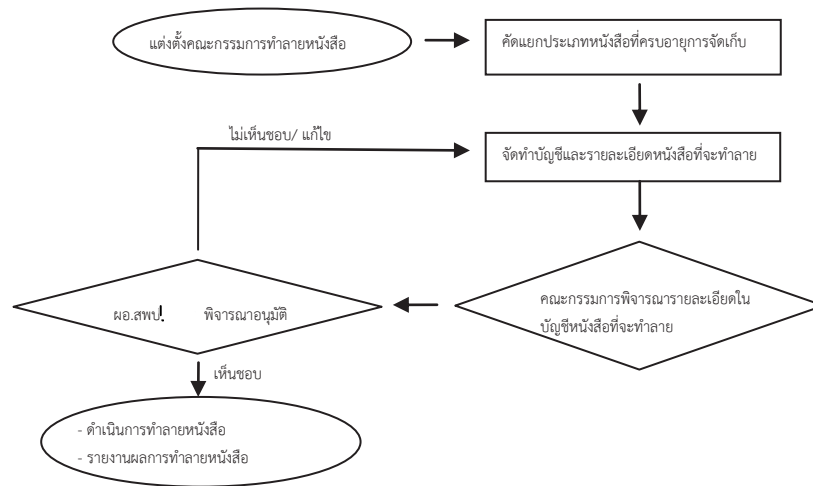 แต่งตั้งคณะกรรมการทำลายหนังสือ
คัดแยกประเภทหนังสือที่ครบอายุการจัดเก็บ
ไม่เห็นชอบ/ แก้ไข
จัดทำบัญชีและรายละเอียดหนังสือที่จะทำลาย
คณะกรรมการพิจารณารายละเอียดใน
บัญชีหนังสือที่จะทำลาย
ผอ.สพป! พิจารณาอนุมัติ
เห็นชอบ
- ดำเนินการทำลายหนังสือ
- รายงานผลการทำลายหนังสือ